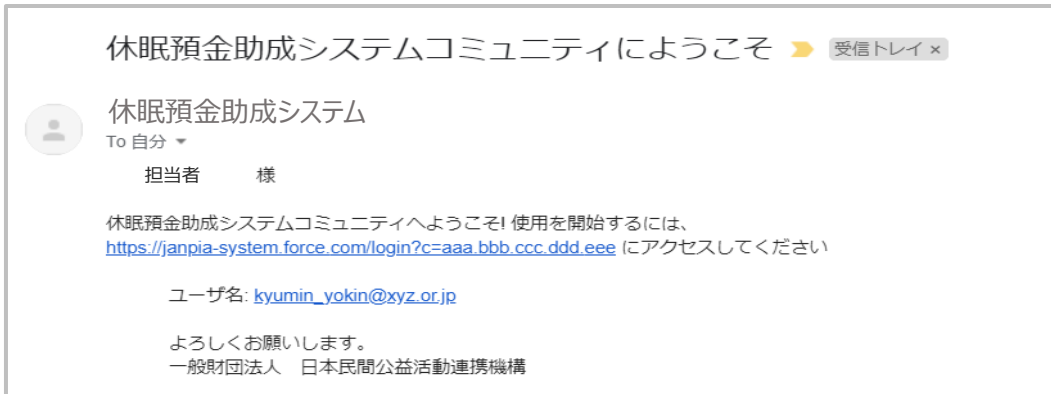 休眠預金助成システムコミュニティにようこそ 受信トレイ ×
休眠預金助成システム
To 自分
担当者 様
休眠預金助成システムコミュニティへようこそ! 使用を開始するには、
https://janpia-system.force.com/login?c=aaa.bbb.ccc.ddd.eee にアクセスしてください
ユーザ名: kyumin_yokin@xyz.or.jp
よろしくお願いします。
一般財団法人 日本民間公益活動連携機構